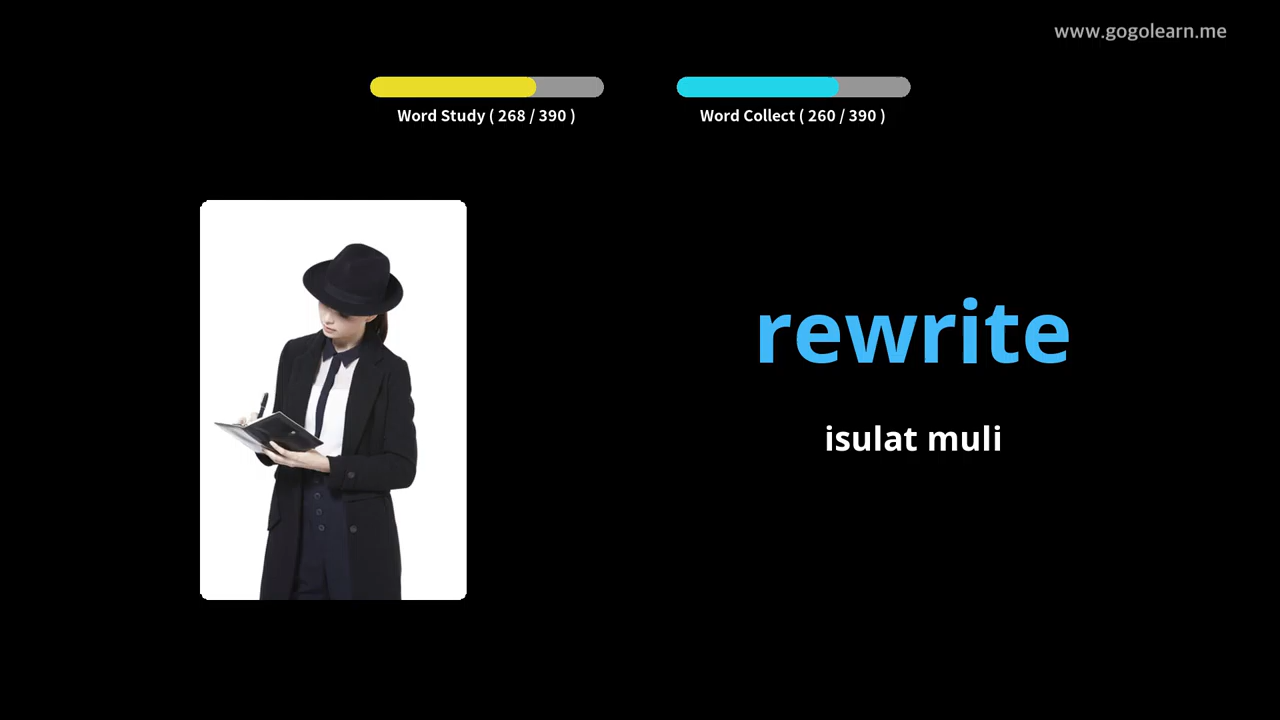 www.gogolearn.me
Word Study ( 268 / 390 )
Word Collect ( 260 / 390 )
rewrite
isulat muli